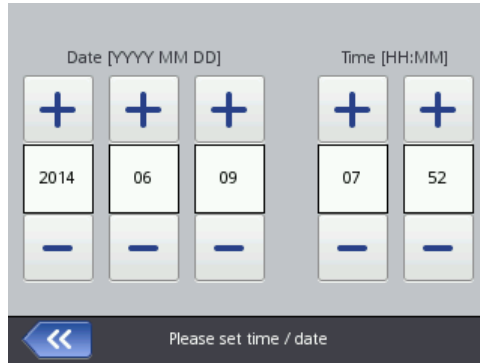 Date [YYYY MM DD] Time [HH:MM]
+ + + + +
2014 06 09 07 52
− − − − −
<< Please set time / date